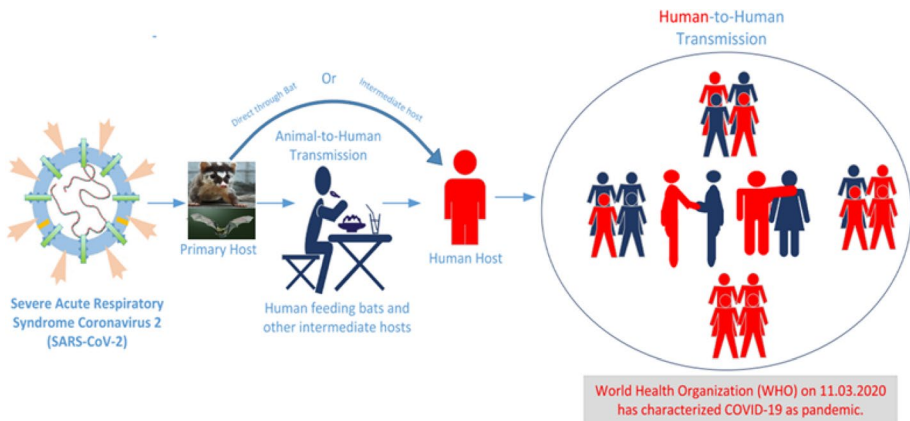 Human-to-Human
Transmission
Or
Direct through Bat
Intermediate host
Animal-to-Human
Transmission
Primary Host
Human Host
Severe Acute Respiratory
Syndrome Coronavirus 2
(SARS-CoV-2)
Human feeding bats and
other intermediate hosts
World Health Organization (WHO) on 11.03.2020
has characterized COVID-19 as pandemic.